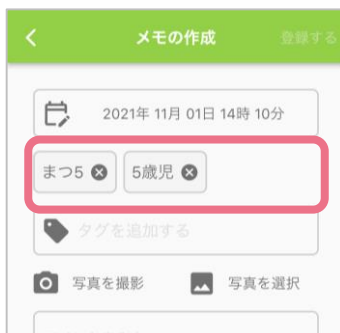 メモの作成
登録する
2021年 11月 01日 14時 10分
まつ5
5歳児
タグを追加する
写真を撮影
写真を選択